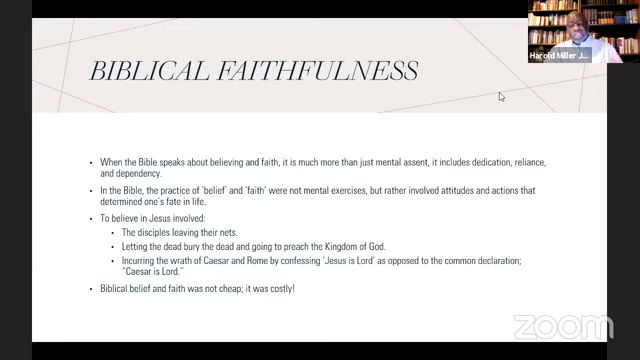 Harold Miller J...
BIBLICAL FAITHFULNESS
• When the Bible speaks about believing and faith, it is much more than just mental assent, it includes dedication, reliance,
and dependency.
• In the Bible, the practice of 'belief' and 'faith' were not mental exercises, but rather involved attitudes and actions that
determined one's fate in life.
• To believe in Jesus involved:
• The disciples leaving their nets.
• Letting the dead bury the dead and going to preach the Kingdom of God.
• Incurring the wrath of Caesar and Rome by confessing 'Jesus is Lord' as opposed to the common declaration;
"Caesar is Lord."
• Biblical belief and faith was not cheap; it was costly!
zoom